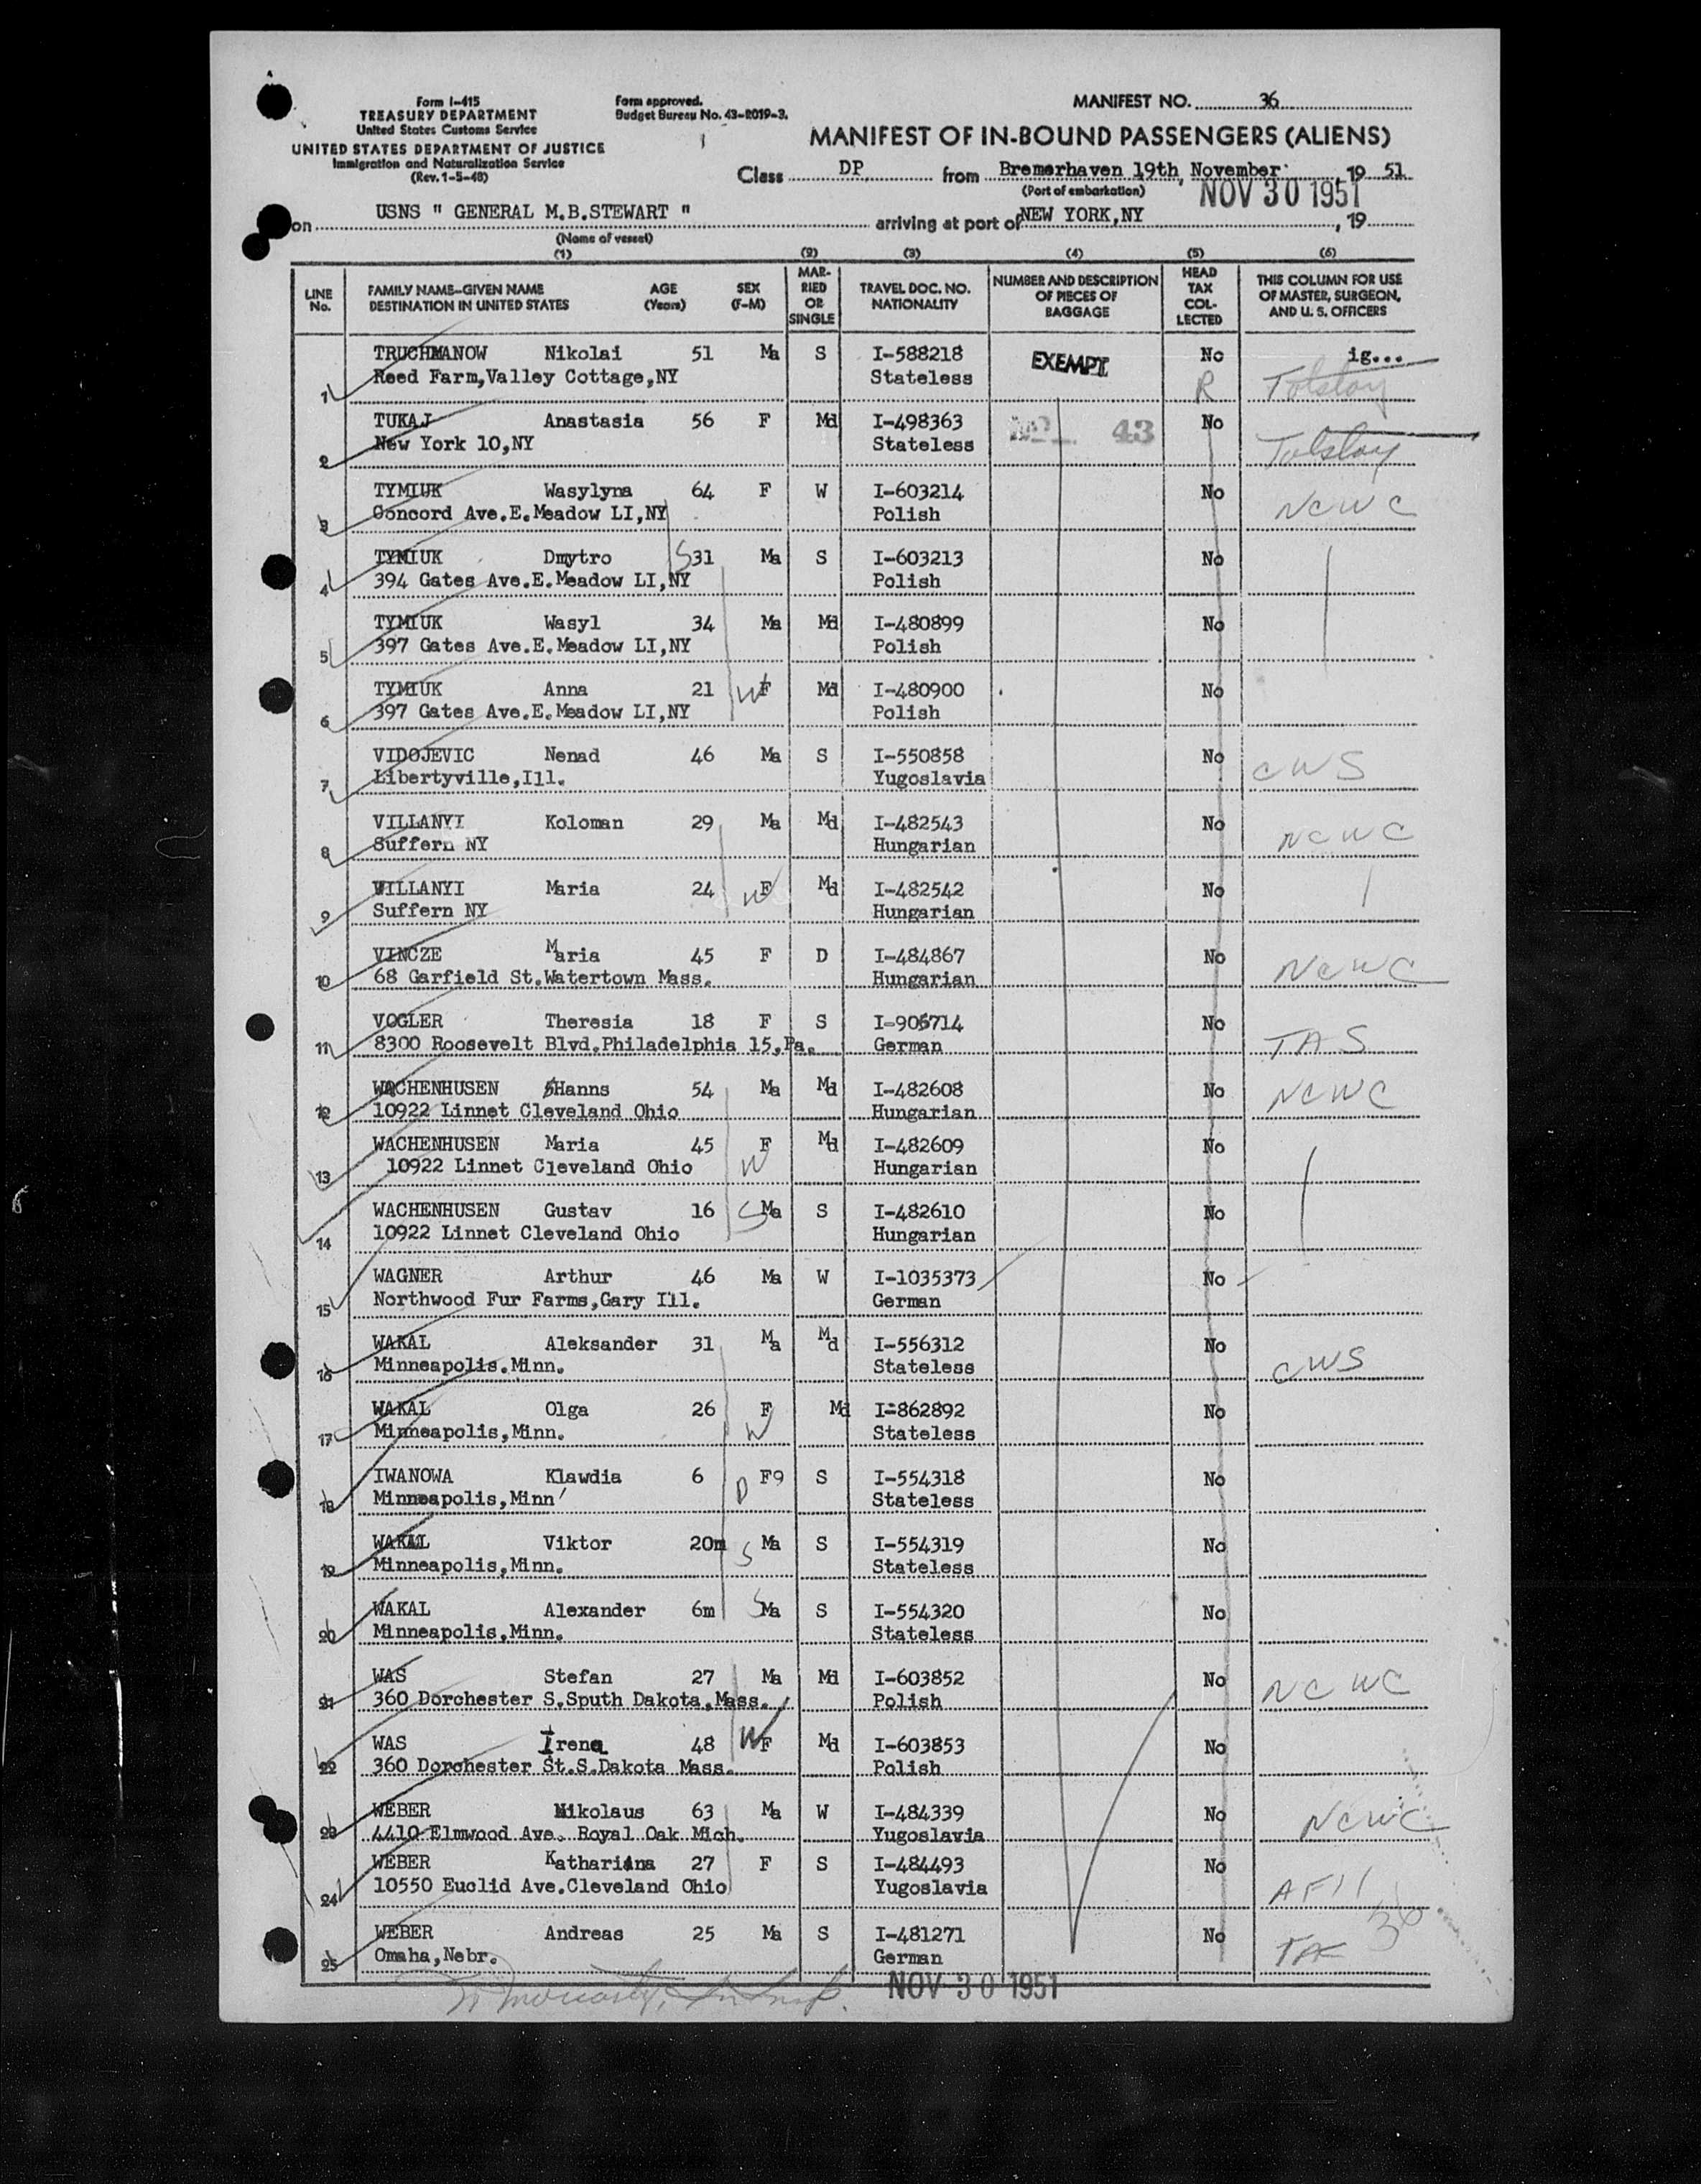 Form I-415
TREASURY DEPARTMENT
United States Customs Service
UNITED STATES DEPARTMENT OF JUSTICE
Immigration and Naturalization Service
(Rev. 1-5-48)
Form approved.
Budget Bureau No. 43-R019-3.
MANIFEST NO. 36
MANIFEST OF IN-BOUND PASSENGERS (ALIENS)
Class DP from Bremerhaven 19th, November 19 51
(Port of embarkation)
NOV 30 1951
on USNS " GENERAL M.B.STEWART " arriving at port of NEW YORK,NY , 19
(Name of vessel)
(1) (2) (3) (4) (5) (6)
LINE No. FAMILY NAME–GIVEN NAME DESTINATION IN UNITED STATES AGE (Years) SEX (F-M) MAR-RIED OR SINGLE TRAVEL DOC. NO. NATIONALITY NUMBER AND DESCRIPTION OF PIECES OF BAGGAGE HEAD TAX COL-LECTED THIS COLUMN FOR USE OF MASTER, SURGEON, AND U. S. OFFICERS
TRUCHMANOW Nikolai 51 Ma S I-588218 EXEMPT No ig...
1 Reed Farm,Valley Cottage,NY Stateless R Tolstoy
TUKAJ Anastasia 56 F Md I-498363 43 No
2 New York 10,NY Stateless Tolstoy
TYMIUK Wasylyna 64 F W I-603214 No NCWC
3 Concord Ave.E.Meadow LI,NY Polish
TYMIUK Dmytro S 31 Ma S I-603213 No
4 394 Gates Ave.E.Meadow LI,NY Polish
TYMIUK Wasyl 34 Ma Md I-480899 No
5 397 Gates Ave.E.Meadow LI,NY Polish
TYMIUK Anna 21 W F Md I-480900 No
6 397 Gates Ave.E.Meadow LI,NY Polish
VIDOJEVIC Nenad 46 Ma S I-550858 No CWS
7 Libertyville,Ill. Yugoslavia
VILLANYI Koloman 29 Ma Md I-482543 No NCWC
8 Suffern NY Hungarian
VILLANYI Maria 24 W F Md I-482542 No
9 Suffern NY Hungarian
VINCZE Maria 45 F D I-484867 No NCWC
10 68 Garfield St.Watertown Mass. Hungarian
VOGLER Theresia 18 F S I-906714 No
11 8300 Roosevelt Blvd.Philadelphia 15,Pa. German TAS
WACHENHUSEN Hanns 54 Ma Md I-482608 No NCWC
12 10922 Linnet Cleveland Ohio Hungarian
WACHENHUSEN Maria 45 F Md I-482609 No
13 10922 Linnet Cleveland Ohio W Hungarian
WACHENHUSEN Gustav 16 S Ma S I-482610 No
14 10922 Linnet Cleveland Ohio Hungarian
WAGNER Arthur 46 Ma W I-1035373 No
15 Northwood Fur Farms,Gary Ill. German
WAKAL Aleksander 31 Ma Md I-556312 No
16 Minneapolis.Minn. Stateless CWS
WAKAL Olga 26 F Md I-862892 No
17 Minneapolis,Minn. W Stateless
IWANOWA Klawdia 6 F9 S I-554318 No
18 Minneapolis,Minn D Stateless
WAKAL Viktor 20m S Ma S I-554319 No
19 Minneapolis,Minn. Stateless
WAKAL Alexander 6m S Ma S I-554320 No
20 Minneapolis,Minn. Stateless
WAS Stefan 27 Ma Md I-603852 No NCWC
21 360 Dorchester S.Sputh Dakota,Mass. Polish
WAS Irena 48 W F Md I-603853 No
22 360 Dorchester St.S.Dakota Mass. Polish
WEBER Nikolaus 63 Ma W I-484339 No NCWC
23 4410 Elmwood Ave. Royal Oak Mich. Yugoslavia
WEBER Kathariana 27 F S I-484493 No
24 10550 Euclid Ave.Cleveland Ohio Yugoslavia
WEBER Andreas 25 Ma S I-481271 No 36
25 Omaha,Nebr. German
NOV 30 1951